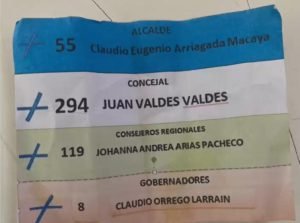 ALCALDE
55 Claudio Eugenio Arriagada Macaya
CONCEJAL
294 JUAN VALDES VALDES
CONSEJEROS REGIONALES
119 JOHANNA ANDREA ARIAS PACHECO
GOBERNADORES
8 CLAUDIO ORREGO LARRAIN